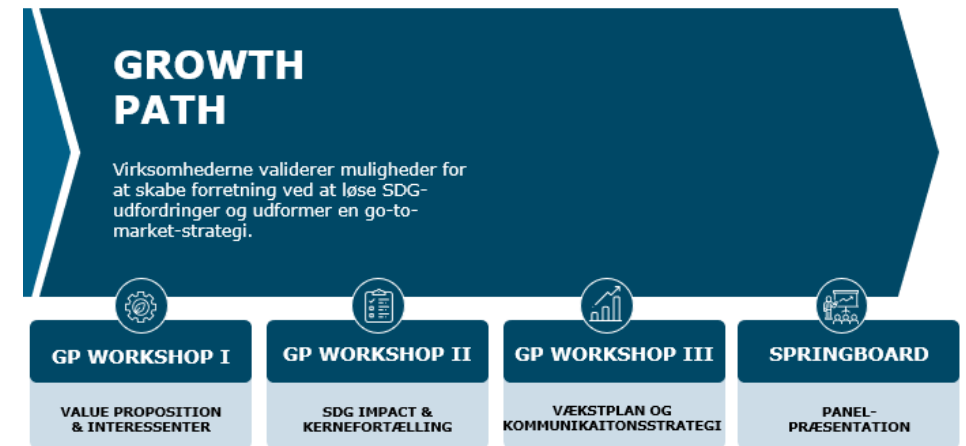 GROWTH
PATH
Virksomhederne validerer muligheder for
at skabe forretning ved at løse SDG-
udfordringer og udformer en go-to-
market-strategi.
GP WORKSHOP I
VALUE PROPOSITION
& INTERESSENTER
GP WORKSHOP II
SDG IMPACT &
KERNEFORTÆLLING
GP WORKSHOP III
VÆKSTPLAN OG
KOMMUNIKAITONSSTRATEGI
SPRINGBOARD
PANEL-
PRÆSENTATION